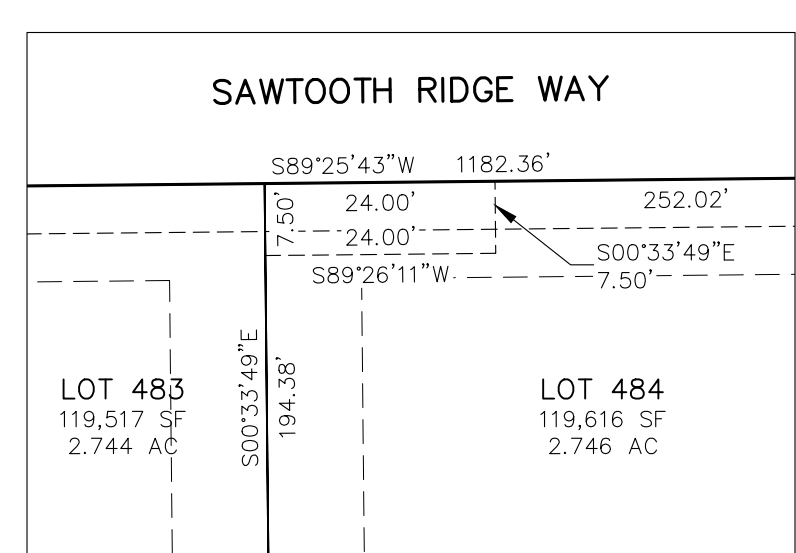 SAWTOOTH RIDGE WAY
S89°25'43"W 1182.36'
7.50'
24.00'
252.02'
24.00'
S00°33'49"E
7.50'
S89°26'11"W
S00°33'49"E
194.38'
LOT 483
119,517 SF
2.744 AC
LOT 484
119,616 SF
2.746 AC